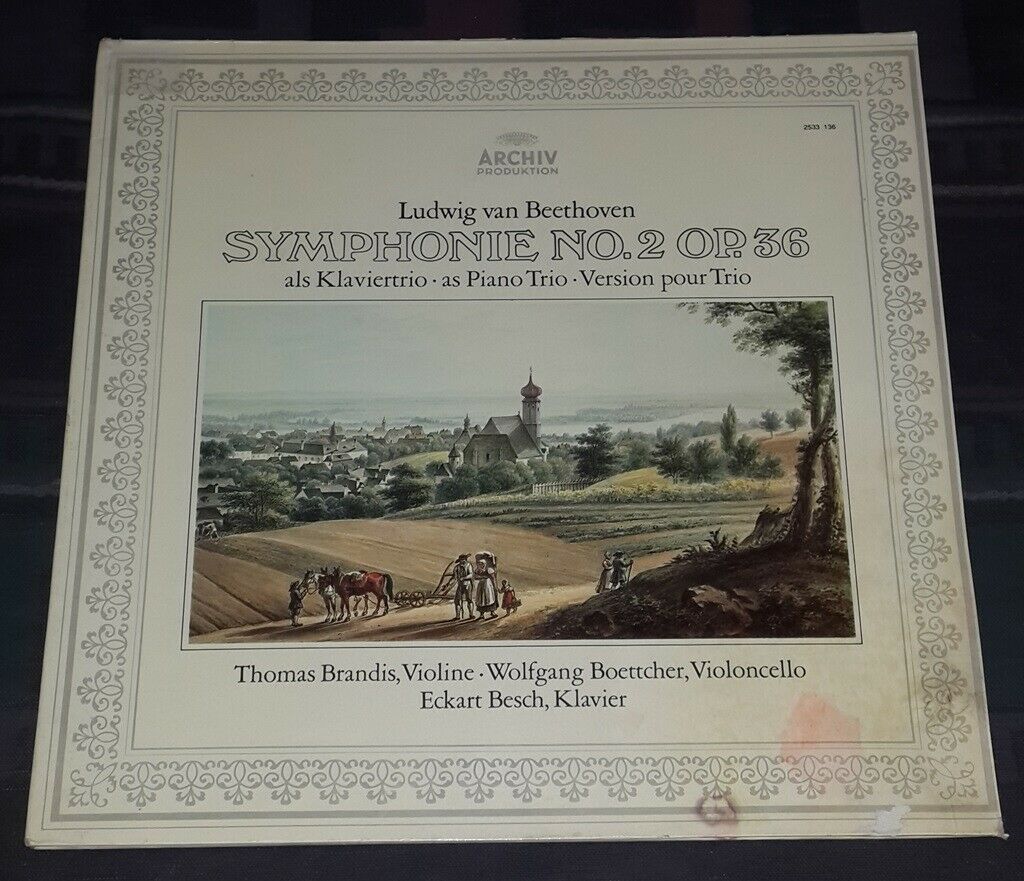 2533 136
ARCHIV
PRODUKTION
Ludwig van Beethoven
SYMPHONIE NO. 2 OP. 36
als Klaviertrio · as Piano Trio · Version pour Trio
Thomas Brandis, Violine · Wolfgang Boettcher, Violoncello
Eckart Besch, Klavier